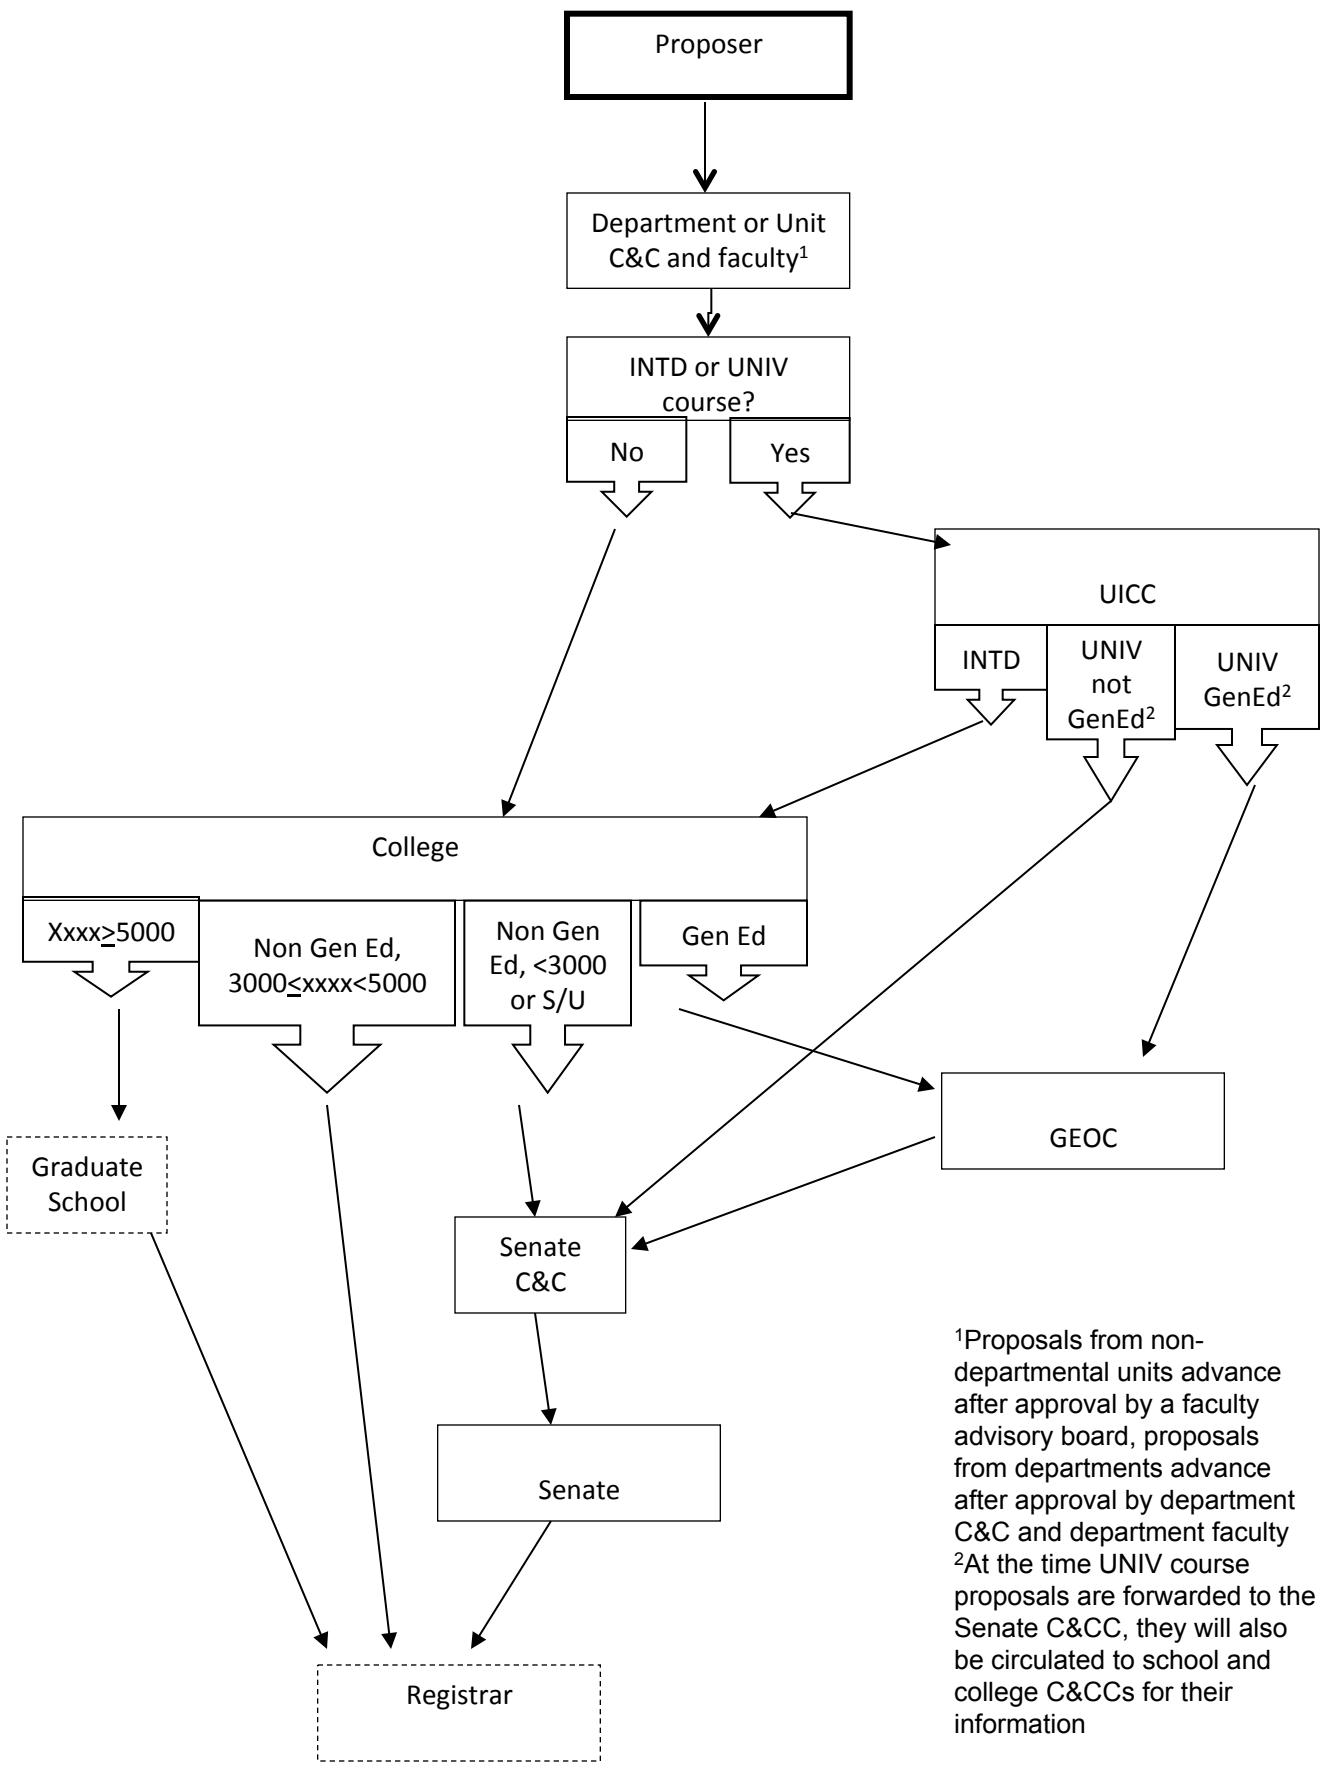 Proposer
Department or Unit
C&C and faculty¹
INTD or UNIV
course?
No
Yes
UICC
INTD
UNIV
not
GenEd²
UNIV
GenEd²
College
Xxxx≥5000
Non Gen Ed,
3000≤xxxx<5000
Non Gen
Ed, <3000
or S/U
Gen Ed
GEOC
Graduate
School
Senate
C&C
Senate
Registrar
¹Proposals from non-
departmental units advance
after approval by a faculty
advisory board, proposals
from departments advance
after approval by department
C&C and department faculty
²At the time UNIV course
proposals are forwarded to the
Senate C&CC, they will also
be circulated to school and
college C&CCs for their
information